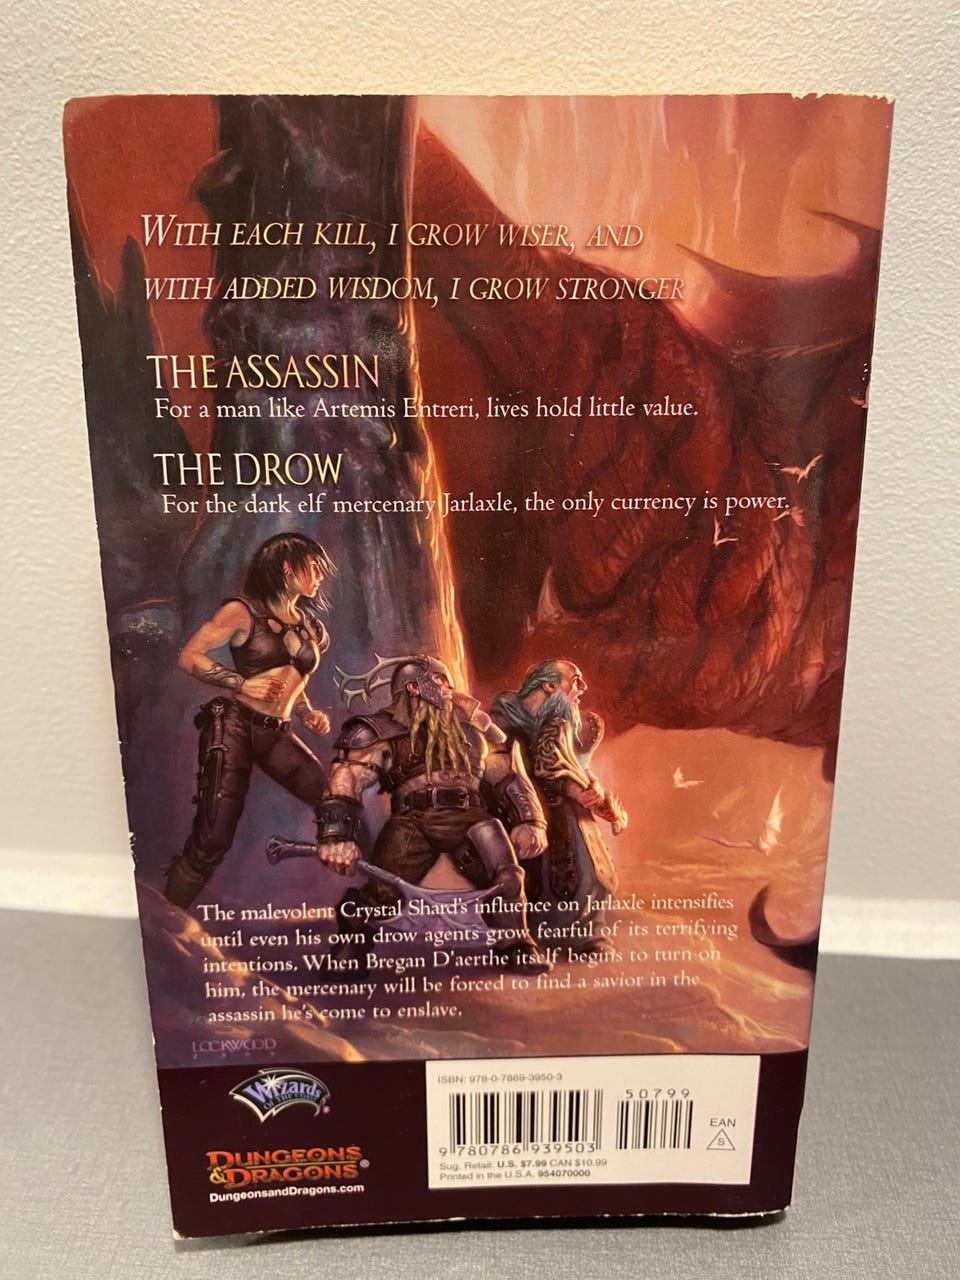 WITH EACH KILL, I GROW WISER, AND
WITH ADDED WISDOM, I GROW STRONGER
THE ASSASSIN
For a man like Artemis Entreri, lives hold little value.
THE DROW
For the dark elf mercenary Jarlaxle, the only currency is power.
The malevolent Crystal Shard's influence on Jarlaxle intensifies
until even his own drow agents grow fearful of its terrifying
intentions. When Bregan D'aerthe itself begins to turn on
him, the mercenary will be forced to find a savior in the
assassin he's come to enslave.
LOCKWOOD
Wizards
OF THE COAST®
DUNGEONS
& DRAGONS®
DungeonsandDragons.com
ISBN: 978-0-7869-3950-3
50799
9 780786 939503
EAN
S
Sug. Retail: U.S. $7.99 CAN $10.99
Printed in the U.S.A. 954070000